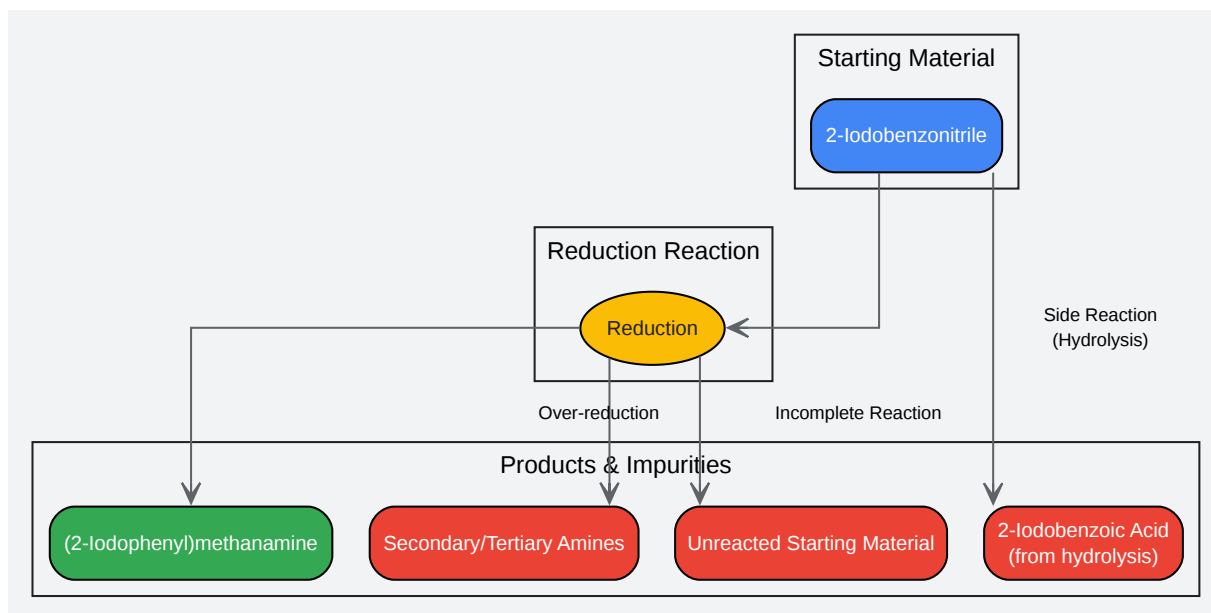 Starting Material
2-Iodobenzonitrile
Reduction Reaction
Reduction
Side Reaction
(Hydrolysis)
Over-reduction
Incomplete Reaction
Products & Impurities
(2-Iodophenyl)methanamine
Secondary/Tertiary Amines
Unreacted Starting Material
2-Iodobenzoic Acid
(from hydrolysis)